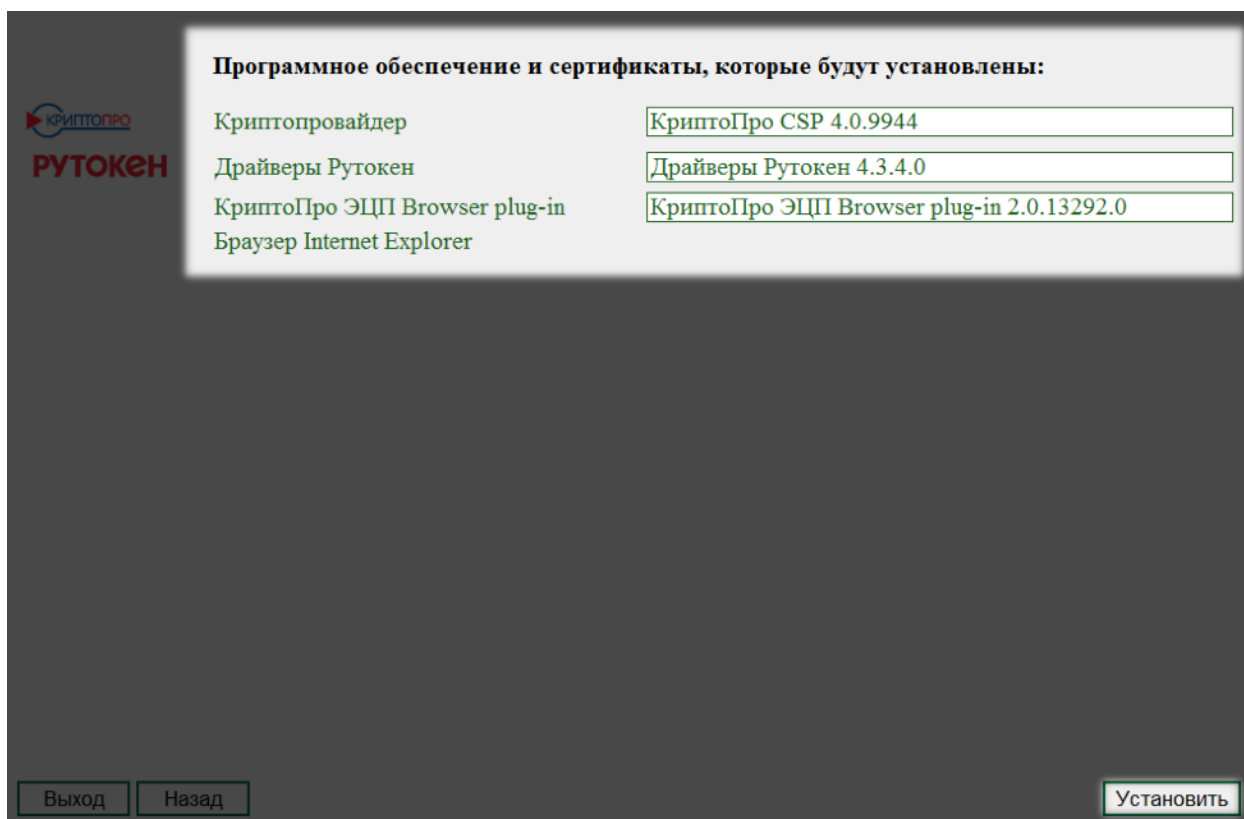 Программное обеспечение и сертификаты, которые будут установлены:
КРИПТОПРО
РУТОКЕН
Криптопровайдер КриптоПро CSP 4.0.9944
Драйверы Рутокен Драйверы Рутокен 4.3.4.0
КриптоПро ЭЦП Browser plug-in КриптоПро ЭЦП Browser plug-in 2.0.13292.0
Браузер Internet Explorer
Выход Назад Установить